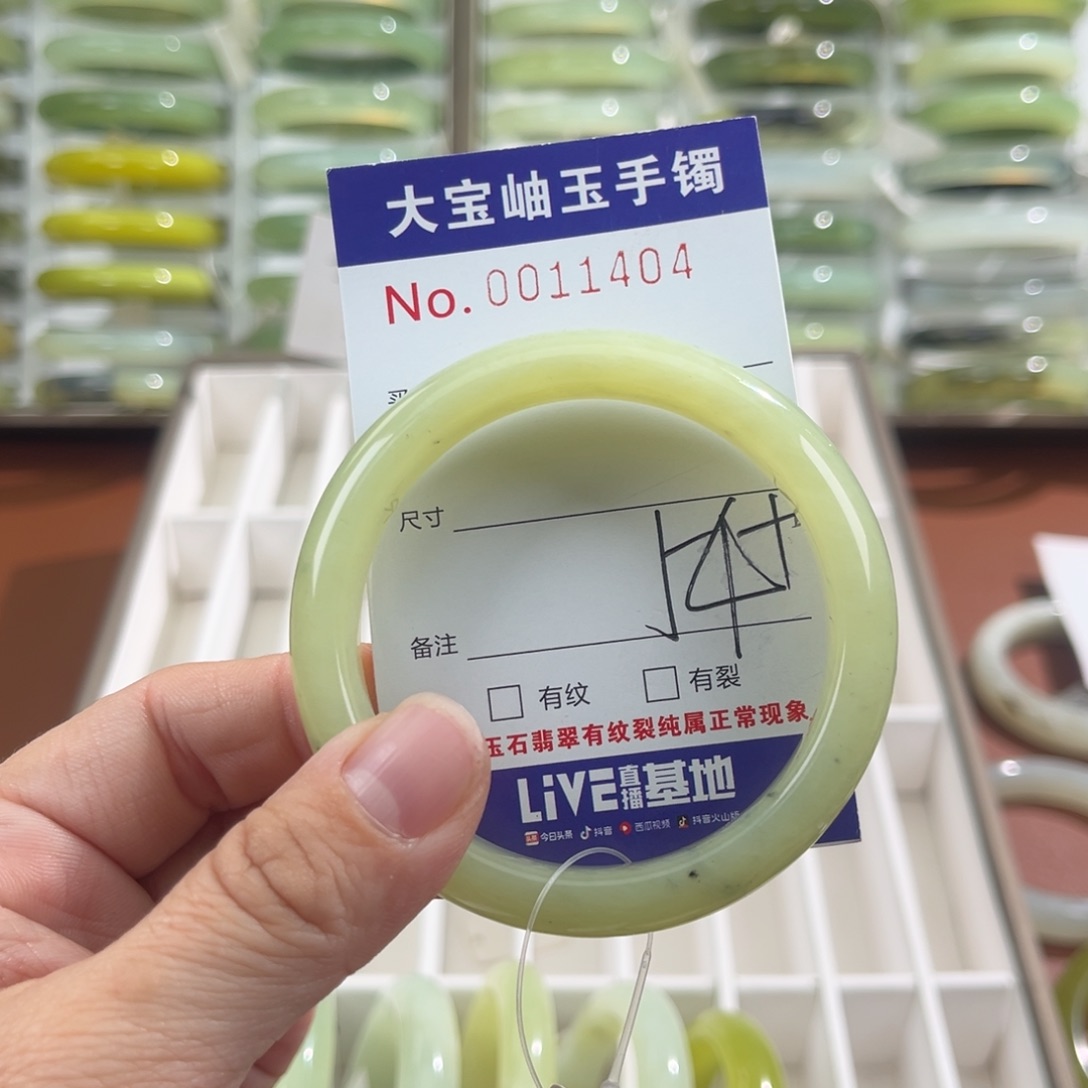 大宝岫玉手镯
No. 0011404
买
尺寸
备注
有纹 有裂
玉石翡翠有纹裂纯属正常现象
LiVE直播基地
今日头条 抖音 西瓜视频 抖音火山